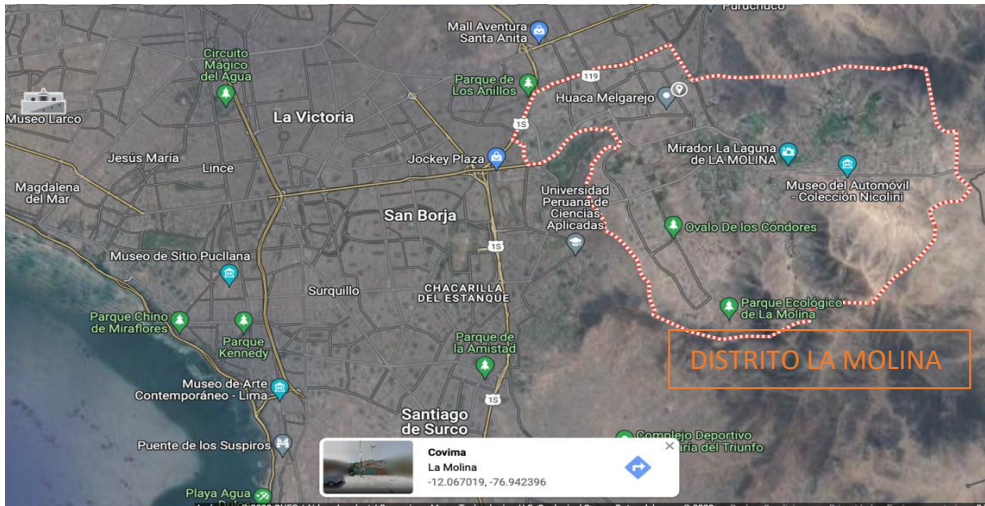 Puruchuco
Mall Aventura
Santa Anita
Circuito
Mágico
del Agua
Parque de
Los Anillos
119
Huaca Melgarejo
Museo Larco
La Victoria
1S
Mirador La Laguna
de LA MOLINA
Jesús María
Lince
Jockey Plaza
Magdalena
del Mar
San Borja
Universidad
Peruana de
Ciencias
Aplicadas
Museo del Automóvil
- Colección Nicolini
Ovalo De los Cóndores
1S
Museo de Sitio Pucllana
Surquillo
CHACARILLA
DEL ESTANQUE
Parque Chino
de Miraflores
Parque
Kennedy
Parque de
la Amistad
Parque Ecológico
de La Molina
DISTRITO LA MOLINA
Museo de Arte
Contemporáneo - Lima
1S
Santiago
de Surco
Puente de los Suspiros
Complejo Deportivo
ría del Triunfo
Covima
La Molina
-12.067019, -76.942396
Playa Agua